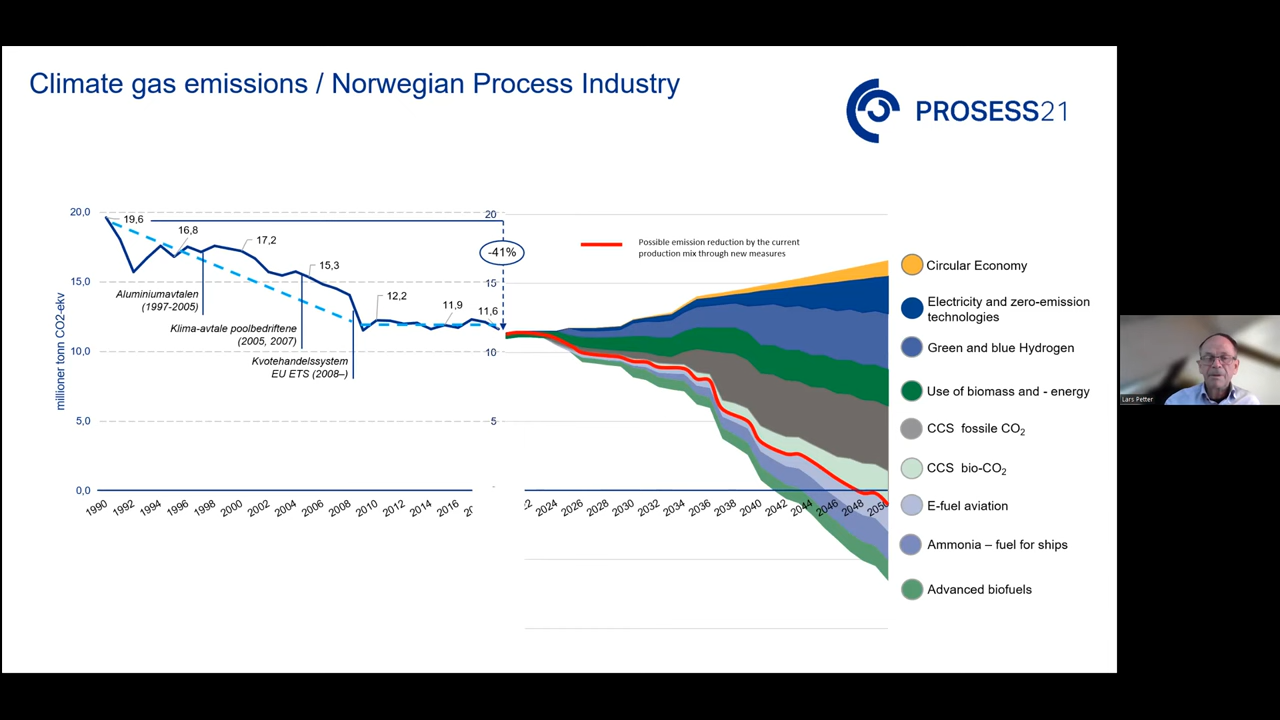 Climate gas emissions / Norwegian Process Industry
PROSESS21
20,0
15,0
10,0
5,0
0,0
millioner tonn CO2-ekv
19,6
16,8
17,2
15,3
12,2
11,9
11,6
-41%
Aluminiumavtalen
(1997-2005)
Klima-avtale poolbedriftene
(2005, 2007)
Kvotehandelssystem
EU ETS (2008–)
1990 1992 1994 1996 1998 2000 2002 2004 2006 2008 2010 2012 2014 2016
20
15
10
5
-
Possible emission reduction by the current
production mix through new measures
2024 2026 2028 2030 2032 2034 2036 2038 2040 2042 2044 2046 2048 2050
Circular Economy
Electricity and zero-emission
technologies
Green and blue Hydrogen
Use of biomass and - energy
CCS fossile CO2
CCS bio-CO2
E-fuel aviation
Ammonia – fuel for ships
Advanced biofuels
Lars Petter